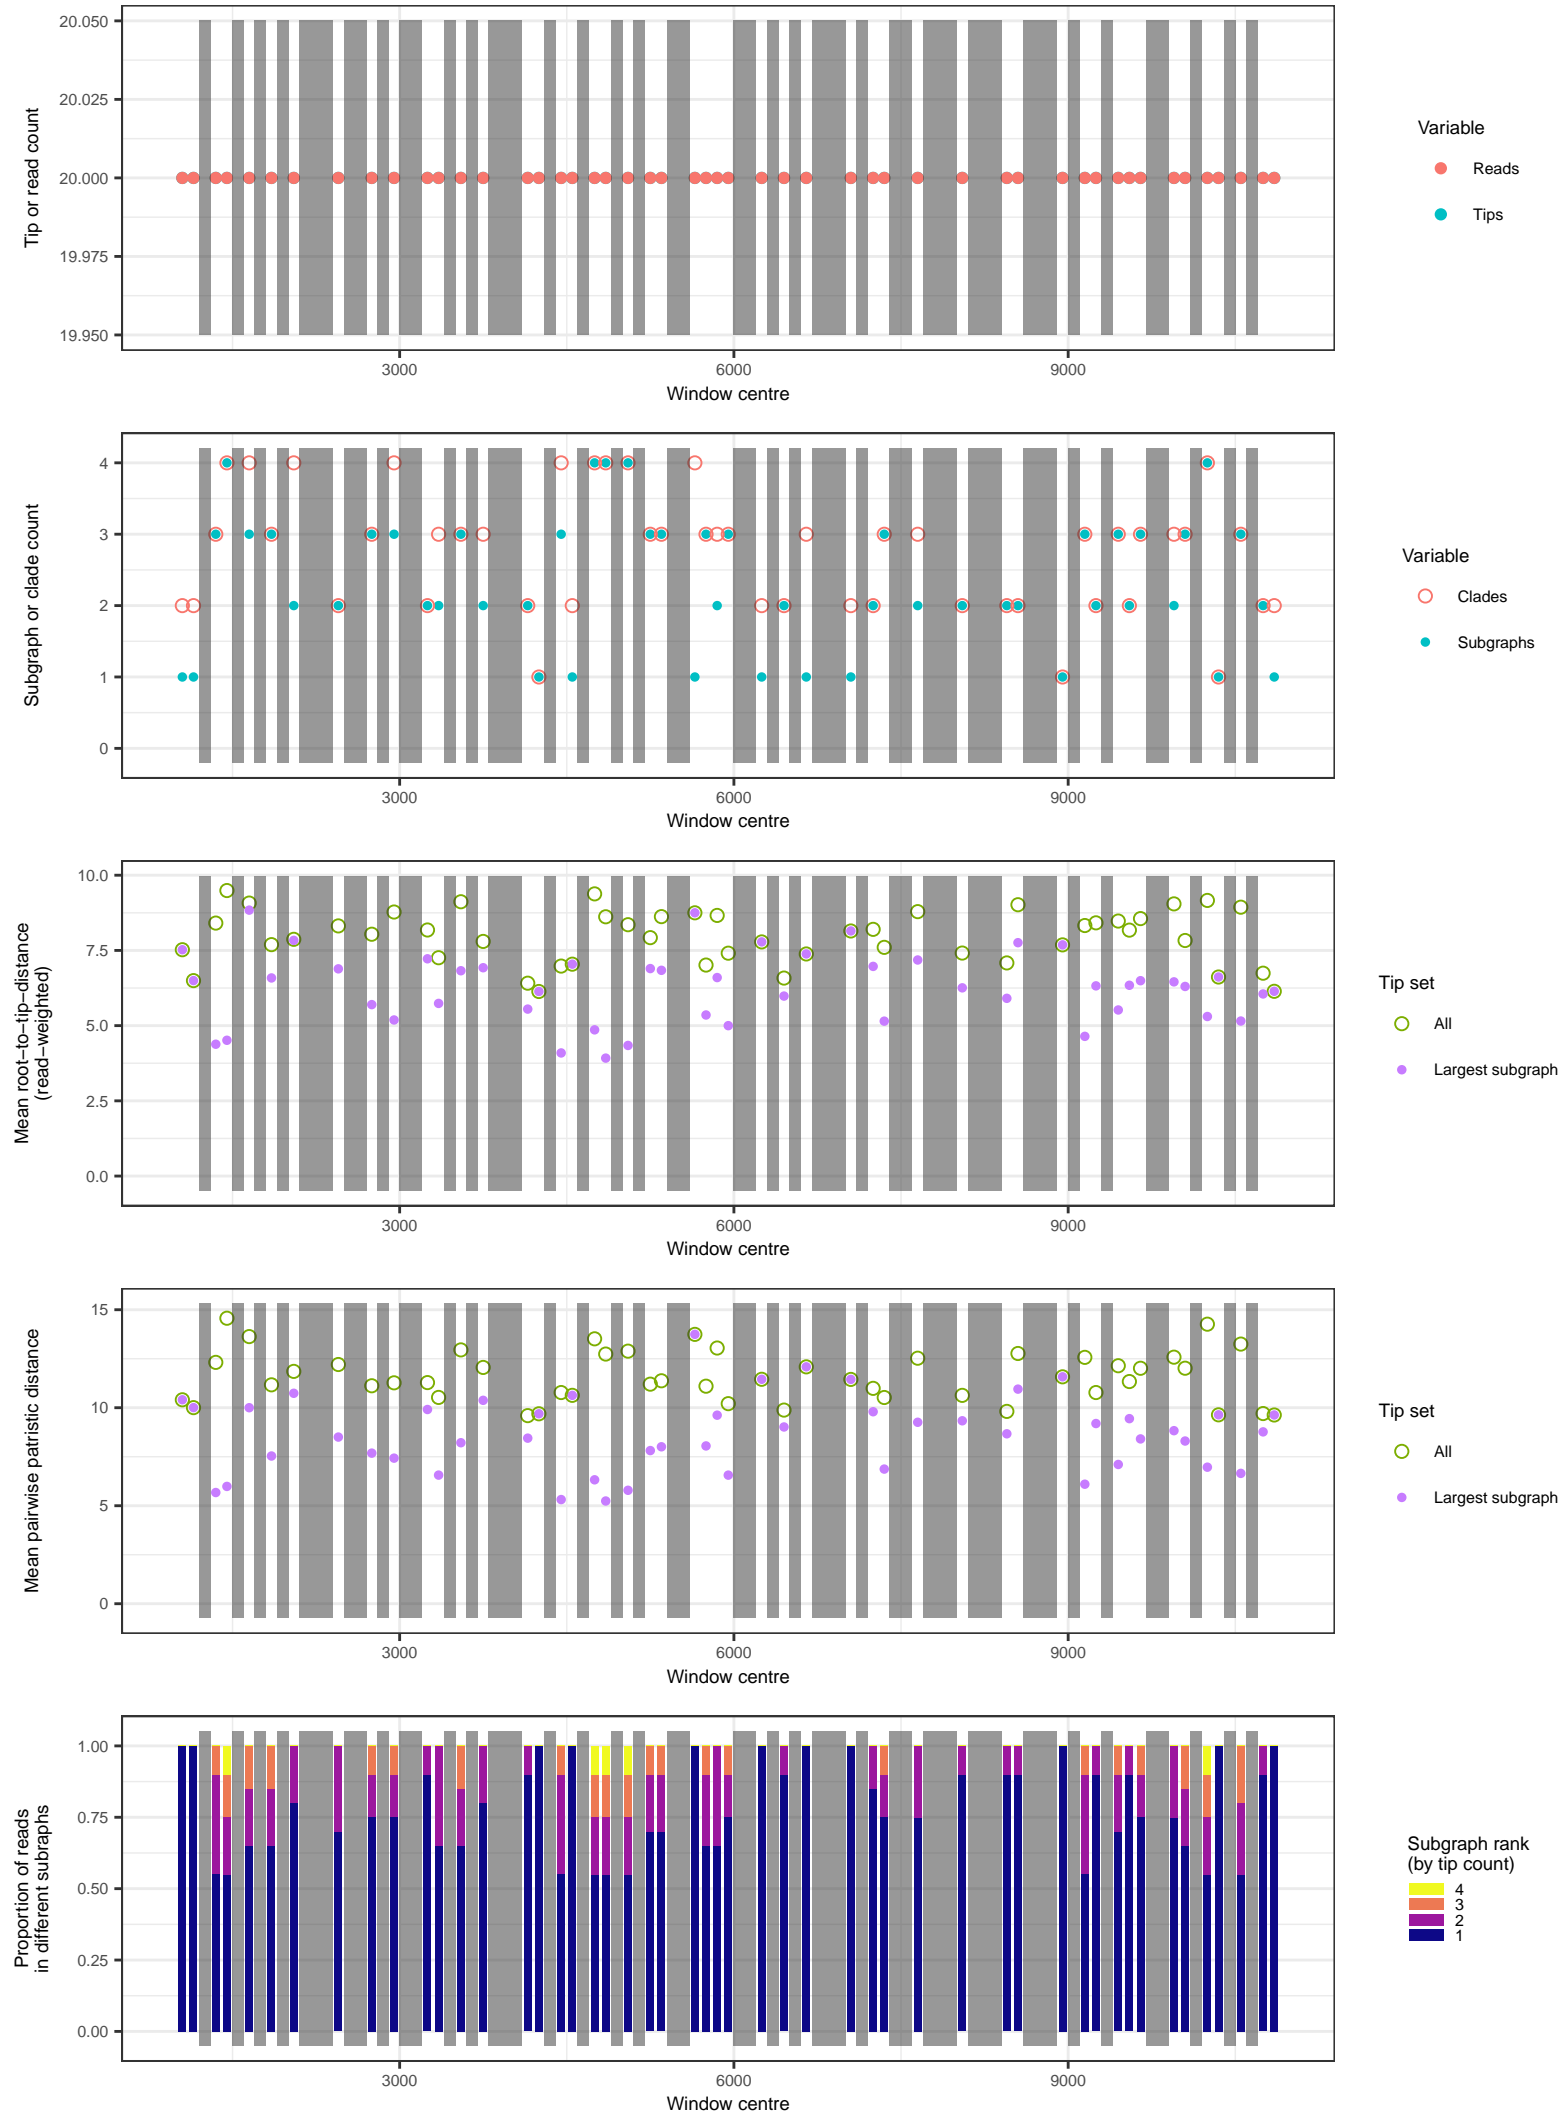 20.050
20.025
20.000
19.975
19.950
Tip or read count
3000
6000
9000
Window centre
Variable
Reads
Tips
4
3
2
1
0
Subgraph or clade count
3000
6000
9000
Window centre
Variable
Clades
Subgraphs
10.0
7.5
5.0
2.5
0.0
Mean root−to−tip−distance
(read−weighted)
3000
6000
9000
Window centre
Tip set
All
Largest subgraph
15
10
5
0
Mean pairwise patristic distance
3000
6000
9000
Window centre
Tip set
All
Largest subgraph
1.00
0.75
0.50
0.25
0.00
Proportion of reads
in different subraphs
3000
6000
9000
Window centre
Subgraph rank
(by tip count)
4
3
2
1